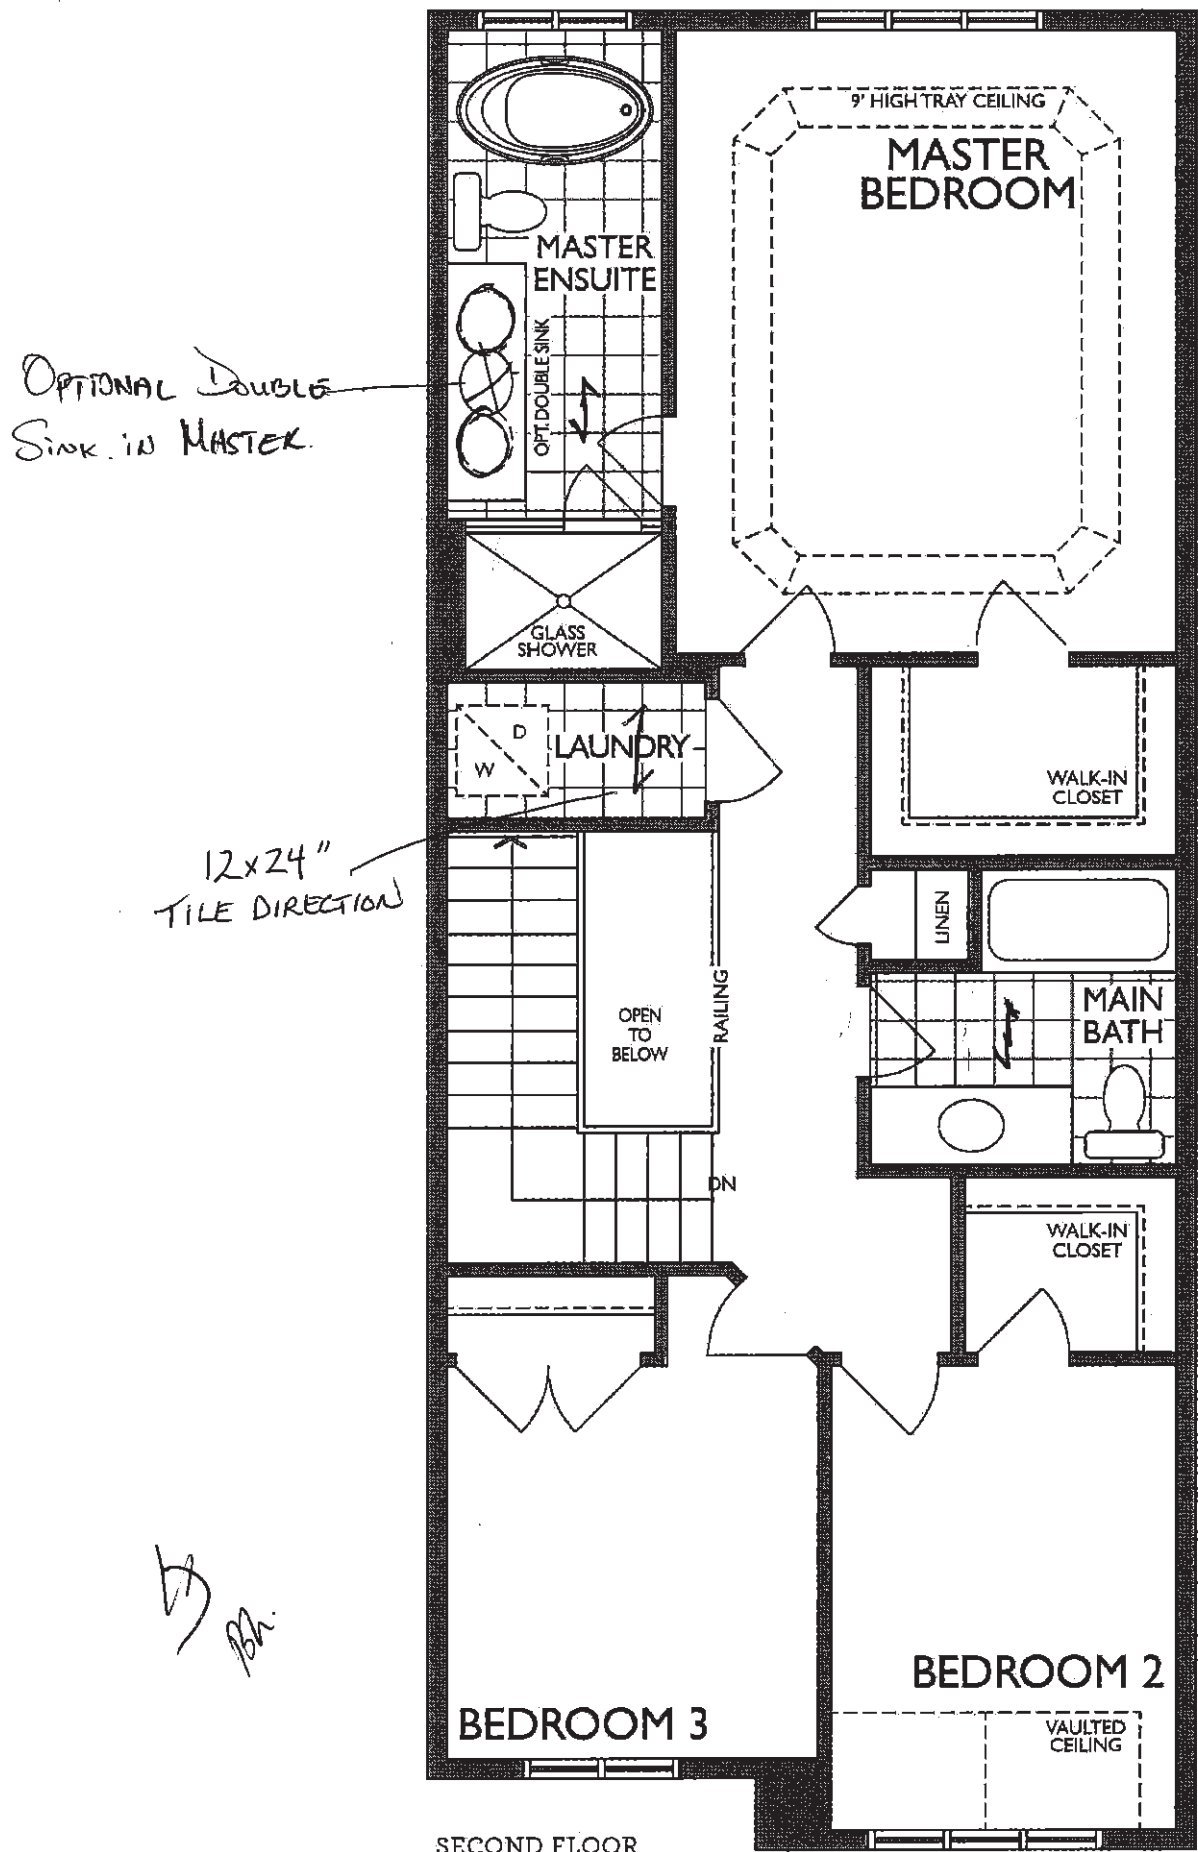 9' HIGH TRAY CEILING
MASTER
BEDROOM
MASTER
ENSUITE
OPT. DOUBLE SINK
OPTIONAL DOUBLE
SINK IN MASTER.
GLASS
SHOWER
D
W
LAUNDRY
WALK-IN
CLOSET
12x24"
TILE DIRECTION
LINEN
OPEN
TO
BELOW
RAILING
MAIN
BATH
DN
WALK-IN
CLOSET
BEDROOM 2
BEDROOM 3
VAULTED
CEILING
SECOND FLOOR